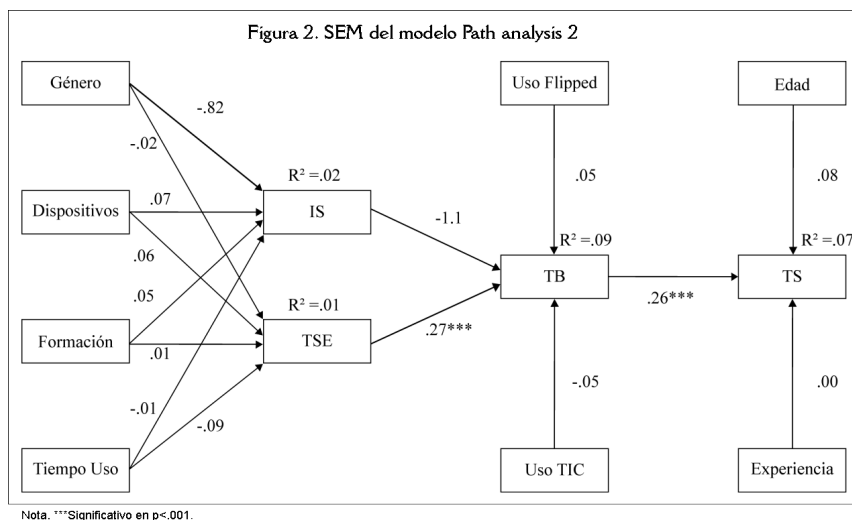 Figura 2. SEM del modelo Path analysis 2
Género
Uso Flipped
Edad
-.82
-.02
R² =.02
.05
.08
Dispositivos
.07
IS
-1.1
R² =.09
R² =.07
.06
TB
TS
.05
R² =.01
.26***
Formación
.01
TSE
.27***
-.01
-.09
-.05
.00
Tiempo Uso
Uso TIC
Experiencia
Nota. ***Significativo en p<.001.